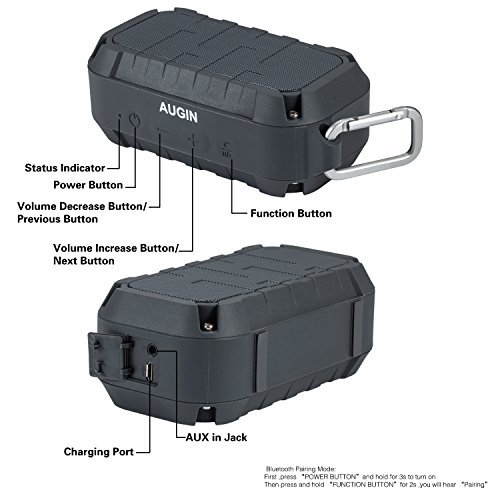 AUGIN
Status Indicator
Power Button
Volume Decrease Button/
Previous Button
Function Button
Volume Increase Button/
Next Button
AUX in Jack
Charging Port
Bluetooth Pairing Mode:
First ,press “POWER BUTTON” and hold for 3s to turn on
Then press and hold “FUNCTION BUTTON” for 2s ,you will hear “Pairing”